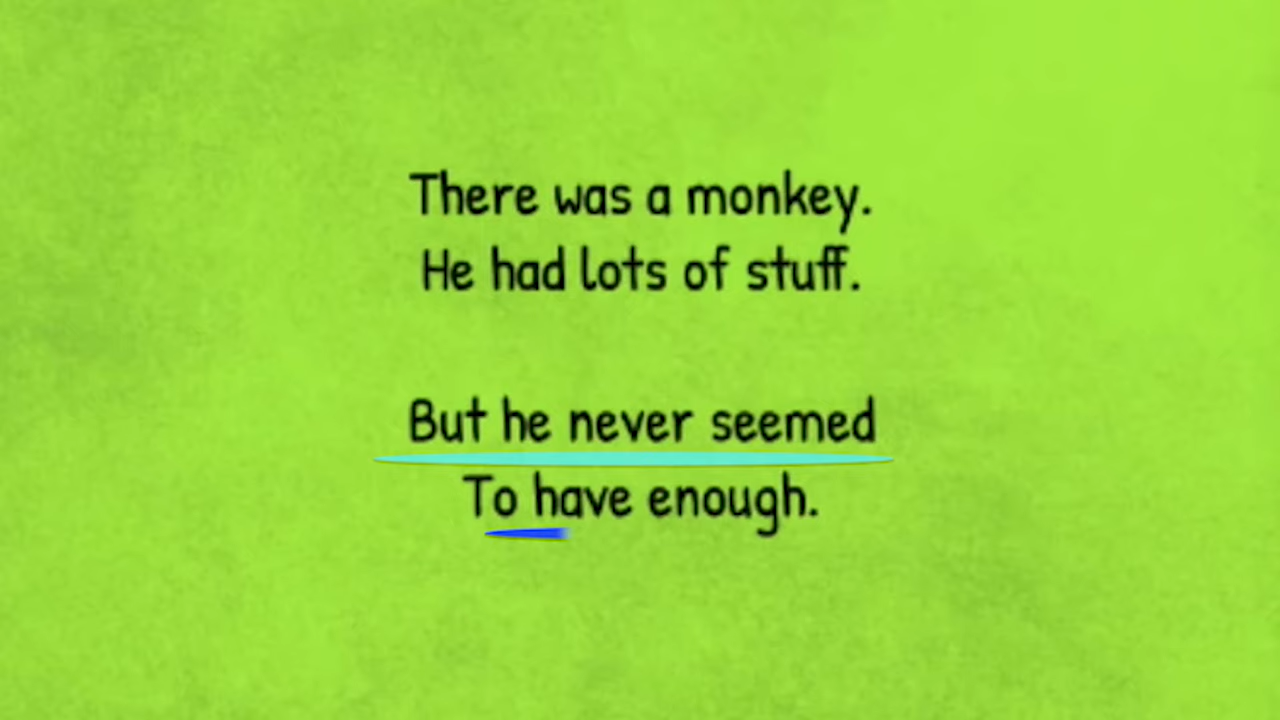 There was a monkey.
He had lots of stuff.
But he never seemed
To have enough.